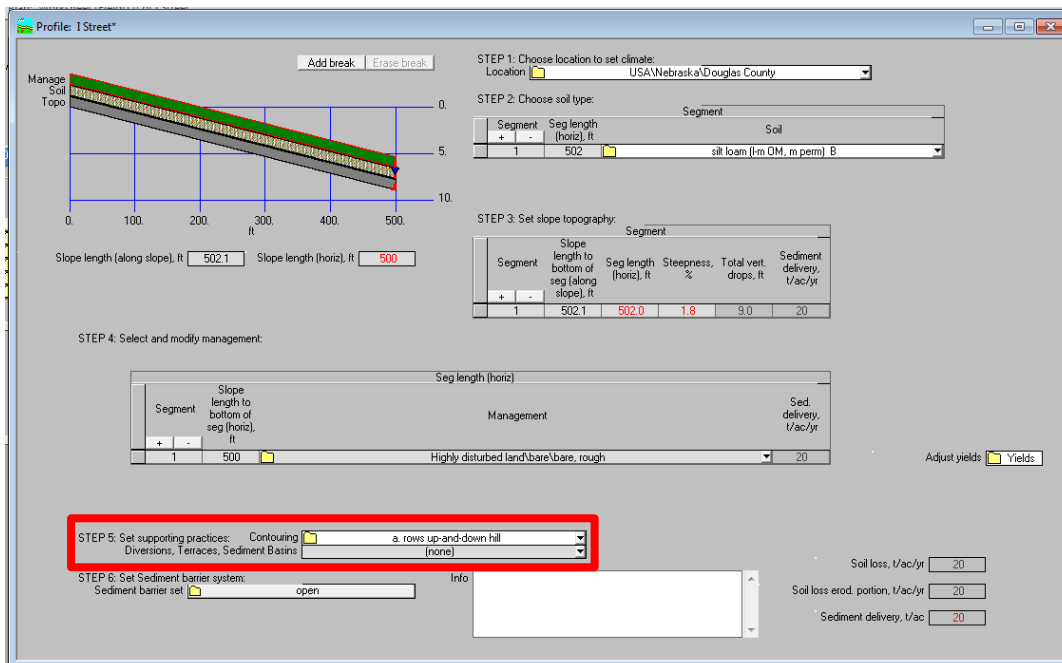 Profile: I Street*
Add break Erase break
Manage
Soil
Topo
0.
5.
10.
0. 100. 200. 300. 400. 500.
ft
Slope length (along slope), ft 502.1 Slope length (horiz), ft 500
STEP 1: Choose location to set climate:
Location USA\Nebraska\Douglas County
STEP 2: Choose soil type:
Segment
Segment Seg length (horiz), ft Soil
+ -
1 502 silt loam (l-m OM, m perm) B
STEP 3: Set slope topography:
Segment
Segment Slope length to bottom of seg (along slope), ft Seg length (horiz), ft Steepness, % Total vert. drops, ft Sediment delivery, t/ac/yr
+ -
1 502.1 502.0 1.8 9.0 20
STEP 4: Select and modify management:
Seg length (horiz)
Segment Slope length to bottom of seg (horiz), ft Management Sed. delivery, t/ac/yr
+ -
1 500 Highly disturbed land\bare\bare, rough 20
Adjust yields Yields
STEP 5: Set supporting practices: Contouring a. rows up-and-down hill
Diversions, Terraces, Sediment Basins (none)
STEP 6: Set Sediment barrier system:
Sediment barrier set open
Info
Soil loss, t/ac/yr 20
Soil loss erod. portion, t/ac/yr 20
Sediment delivery, t/ac 20